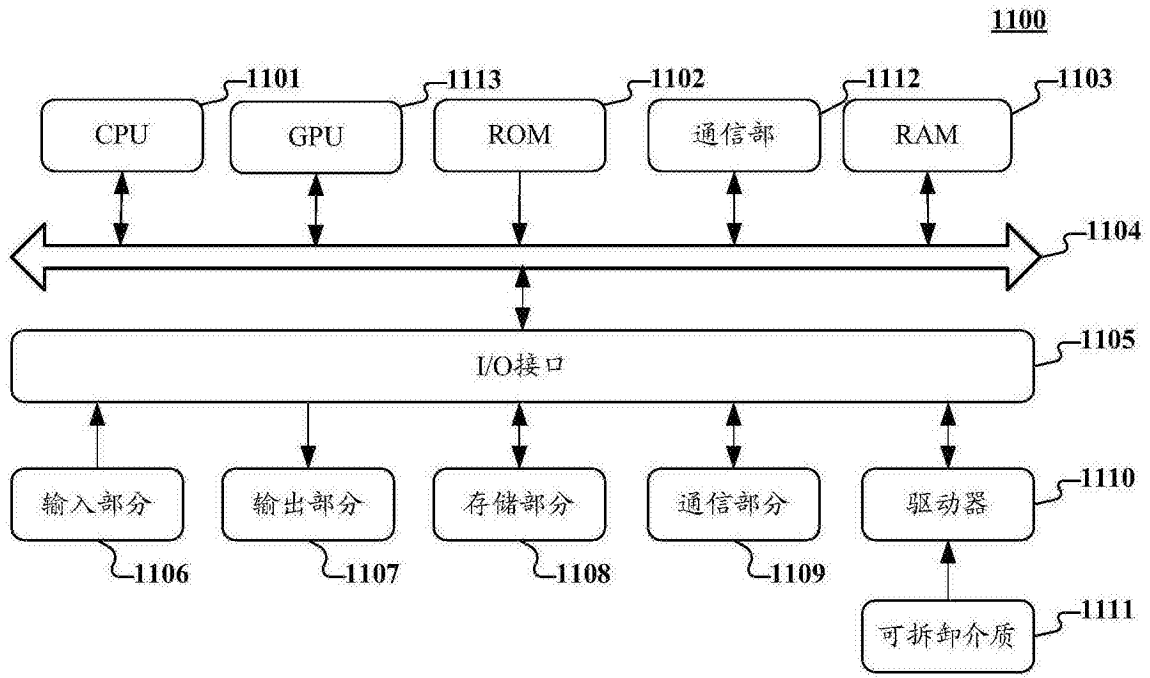 1100
1101
1113
1102
1112
1103
CPU
GPU
ROM
通信部
RAM
1104
1105
I/O接口
输入部分
输出部分
存储部分
通信部分
驱动器
1110
1106
1107
1108
1109
可拆卸介质
1111